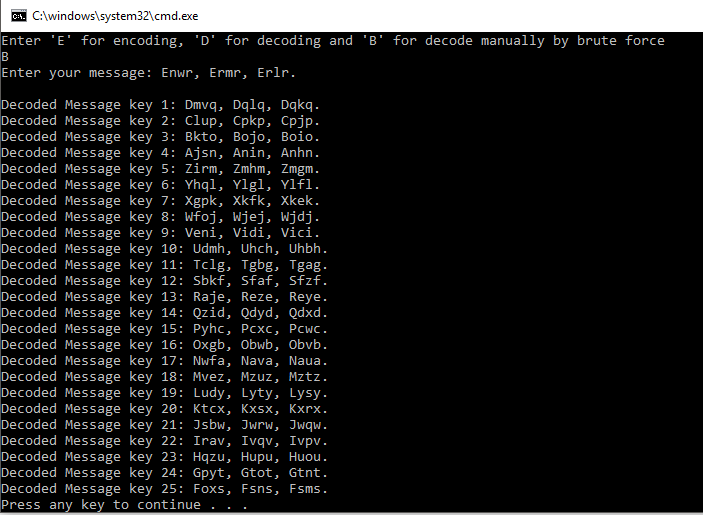 C:\windows\system32\cmd.exe
Enter 'E' for encoding, 'D' for decoding and 'B' for decode manually by brute force
B
Enter your message: Enwr, Ermr, Erlr.
Decoded Message key 1: Dmvq, Dqlq, Dqkq.
Decoded Message key 2: Clup, Cpkp, Cpjp.
Decoded Message key 3: Bkto, Bojo, Boio.
Decoded Message key 4: Ajsn, Anin, Anhn.
Decoded Message key 5: Zirm, Zmhm, Zmgm.
Decoded Message key 6: Yhql, Ylgl, Ylfl.
Decoded Message key 7: Xgpk, Xkfk, Xkek.
Decoded Message key 8: Wfoj, Wjej, Wjdj.
Decoded Message key 9: Veni, Vidi, Vici.
Decoded Message key 10: Udmh, Uhch, Uhbh.
Decoded Message key 11: Tclg, Tgbg, Tgag.
Decoded Message key 12: Sbkf, Sfaf, Sfzf.
Decoded Message key 13: Raje, Reze, Reye.
Decoded Message key 14: Qzid, Qdyd, Qdxd.
Decoded Message key 15: Pyhc, Pcxc, Pcwc.
Decoded Message key 16: Oxgb, Obwb, Obvb.
Decoded Message key 17: Nwfa, Nava, Naua.
Decoded Message key 18: Mvez, Mzuz, Mztz.
Decoded Message key 19: Ludy, Lyty, Lysy.
Decoded Message key 20: Ktcx, Kxsx, Kxrx.
Decoded Message key 21: Jsbw, Jwrw, Jwqw.
Decoded Message key 22: Irav, Ivqv, Ivpv.
Decoded Message key 23: Hqzu, Hupu, Huou.
Decoded Message key 24: Gpyt, Gtot, Gtnt.
Decoded Message key 25: Foxs, Fsns, Fsms.
Press any key to continue . . .